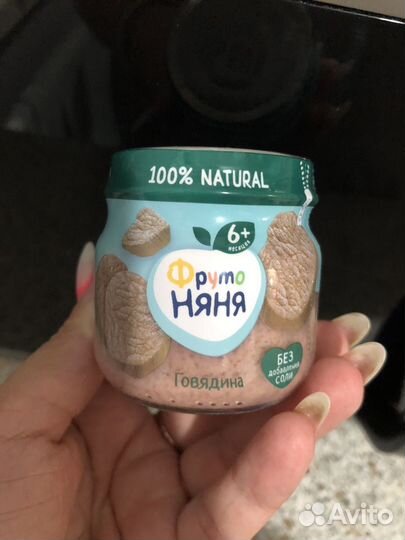 100% NATURAL
6+
месяцев
Фруто
НЯНЯ
Говядина
БЕЗ
добавления
СОЛИ
Avito